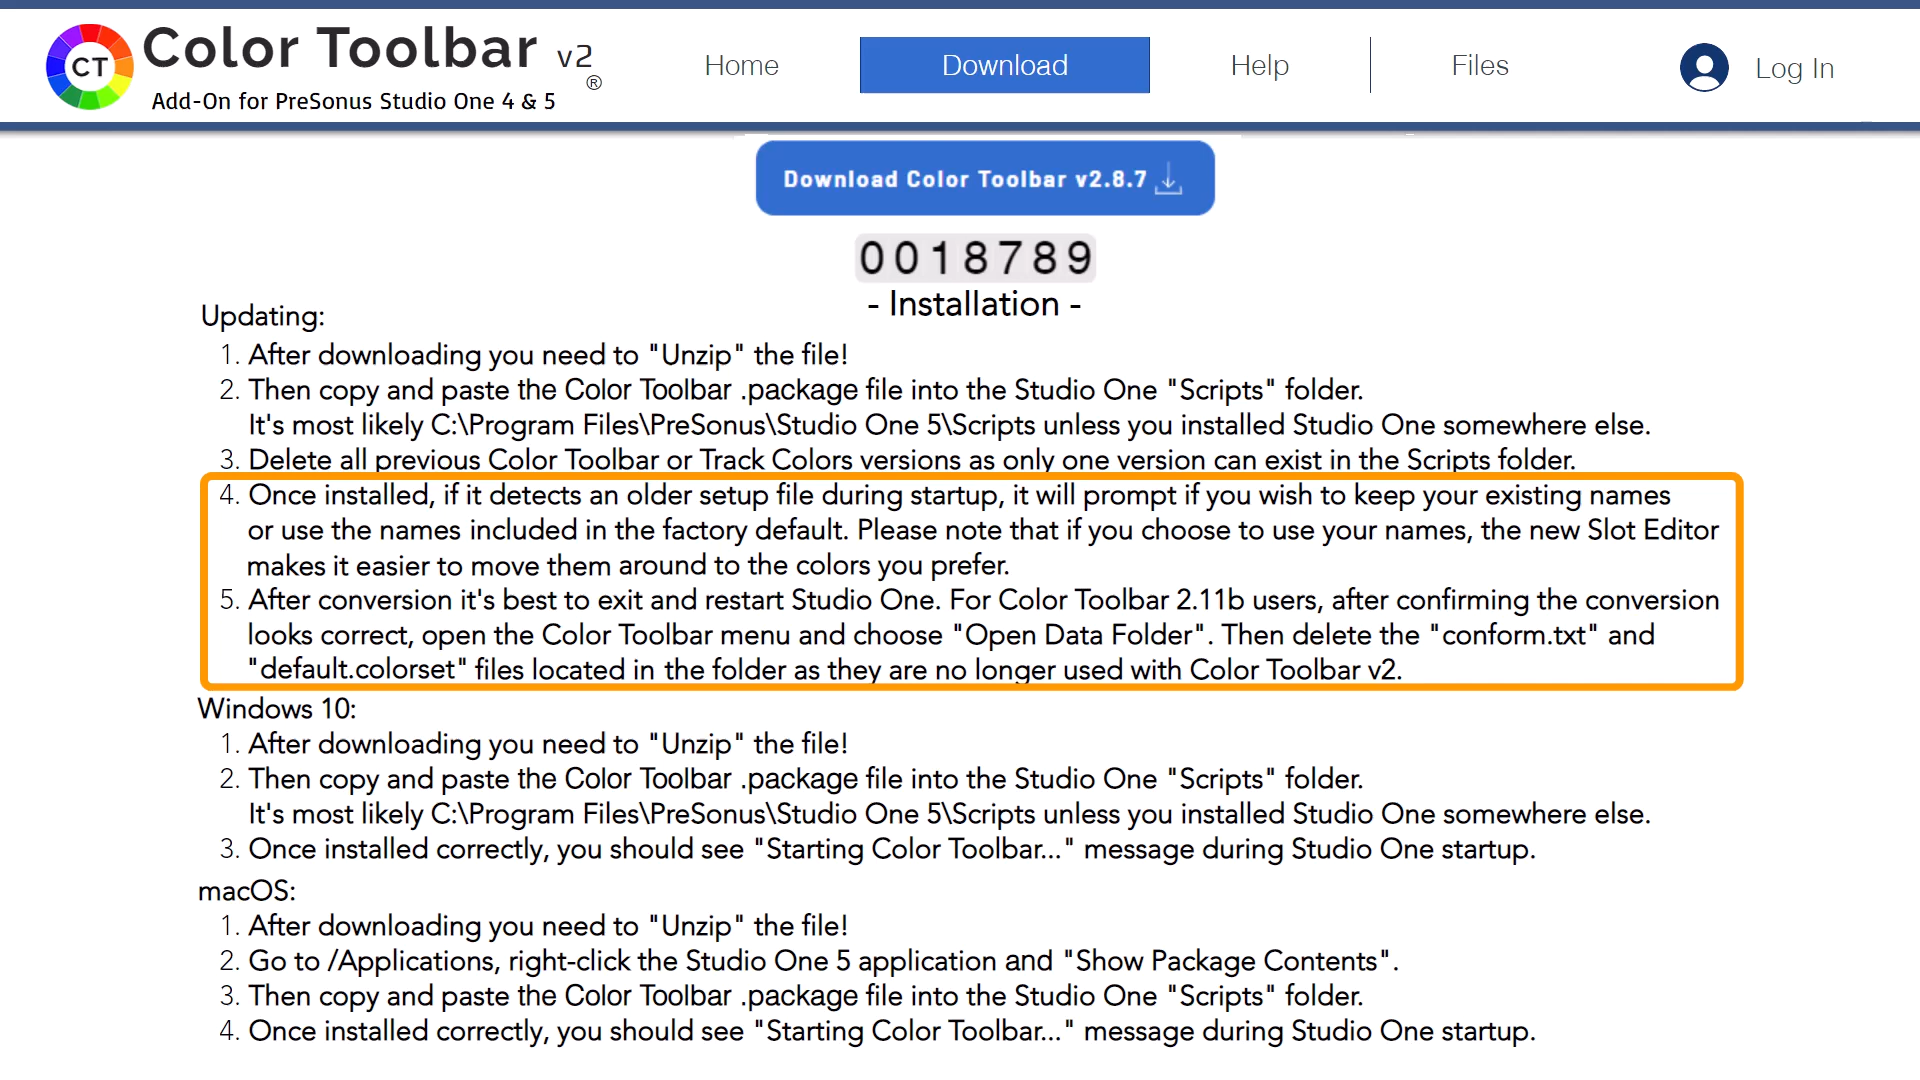 CT
Color Toolbar v2
®
Add-On for PreSonus Studio One 4 & 5
Home
Download
Help
Files
Log In
Download Color Toolbar v2.8.7
0018789
- Installation -
Updating:
1. After downloading you need to "Unzip" the file!
2. Then copy and paste the Color Toolbar .package file into the Studio One "Scripts" folder.
It's most likely C:\Program Files\PreSonus\Studio One 5\Scripts unless you installed Studio One somewhere else.
3. Delete all previous Color Toolbar or Track Colors versions as only one version can exist in the Scripts folder.
4. Once installed, if it detects an older setup file during startup, it will prompt if you wish to keep your existing names
or use the names included in the factory default. Please note that if you choose to use your names, the new Slot Editor
makes it easier to move them around to the colors you prefer.
5. After conversion it's best to exit and restart Studio One. For Color Toolbar 2.11b users, after confirming the conversion
looks correct, open the Color Toolbar menu and choose "Open Data Folder". Then delete the "conform.txt" and
"default.colorset" files located in the folder as they are no longer used with Color Toolbar v2.
Windows 10:
1. After downloading you need to "Unzip" the file!
2. Then copy and paste the Color Toolbar .package file into the Studio One "Scripts" folder.
It's most likely C:\Program Files\PreSonus\Studio One 5\Scripts unless you installed Studio One somewhere else.
3. Once installed correctly, you should see "Starting Color Toolbar..." message during Studio One startup.
macOS:
1. After downloading you need to "Unzip" the file!
2. Go to /Applications, right-click the Studio One 5 application and "Show Package Contents".
3. Then copy and paste the Color Toolbar .package file into the Studio One "Scripts" folder.
4. Once installed correctly, you should see "Starting Color Toolbar..." message during Studio One startup.